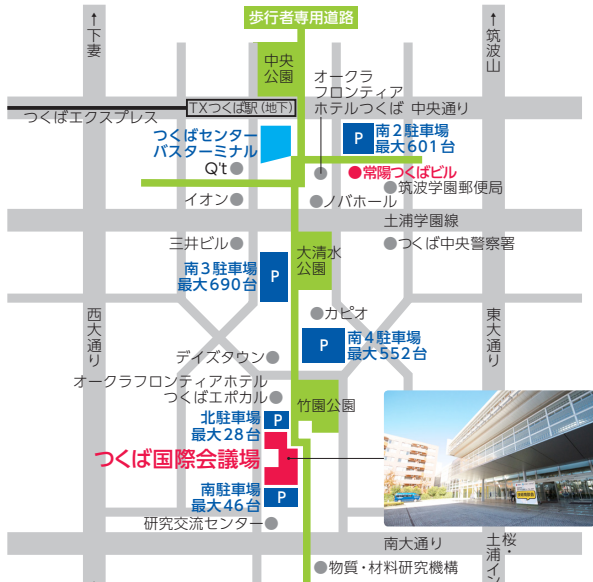 歩行者専用道路
↑下妻
↑筑波山
中央
公園
オークラ
フロンティア
ホテルつくば
中央通り
TXつくば駅(地下)
つくばエクスプレス
つくばセンター
バスターミナル
P
南2駐車場
最大601台
Q't
常陽つくばビル
筑波学園郵便局
イオン
ノバホール
土浦学園線
三井ビル
大清水
公園
つくば中央警察署
南3駐車場
最大690台
P
西大通り
東大通り
カピオ
P
南4駐車場
最大552台
デイズタウン
オークラフロンティアホテル
つくばエポカル
竹園公園
北駐車場
最大28台
P
つくば国際会議場
南駐車場
最大46台
P
研究交流センター
南大通り
桜・
土浦イン
物質・材料研究機構